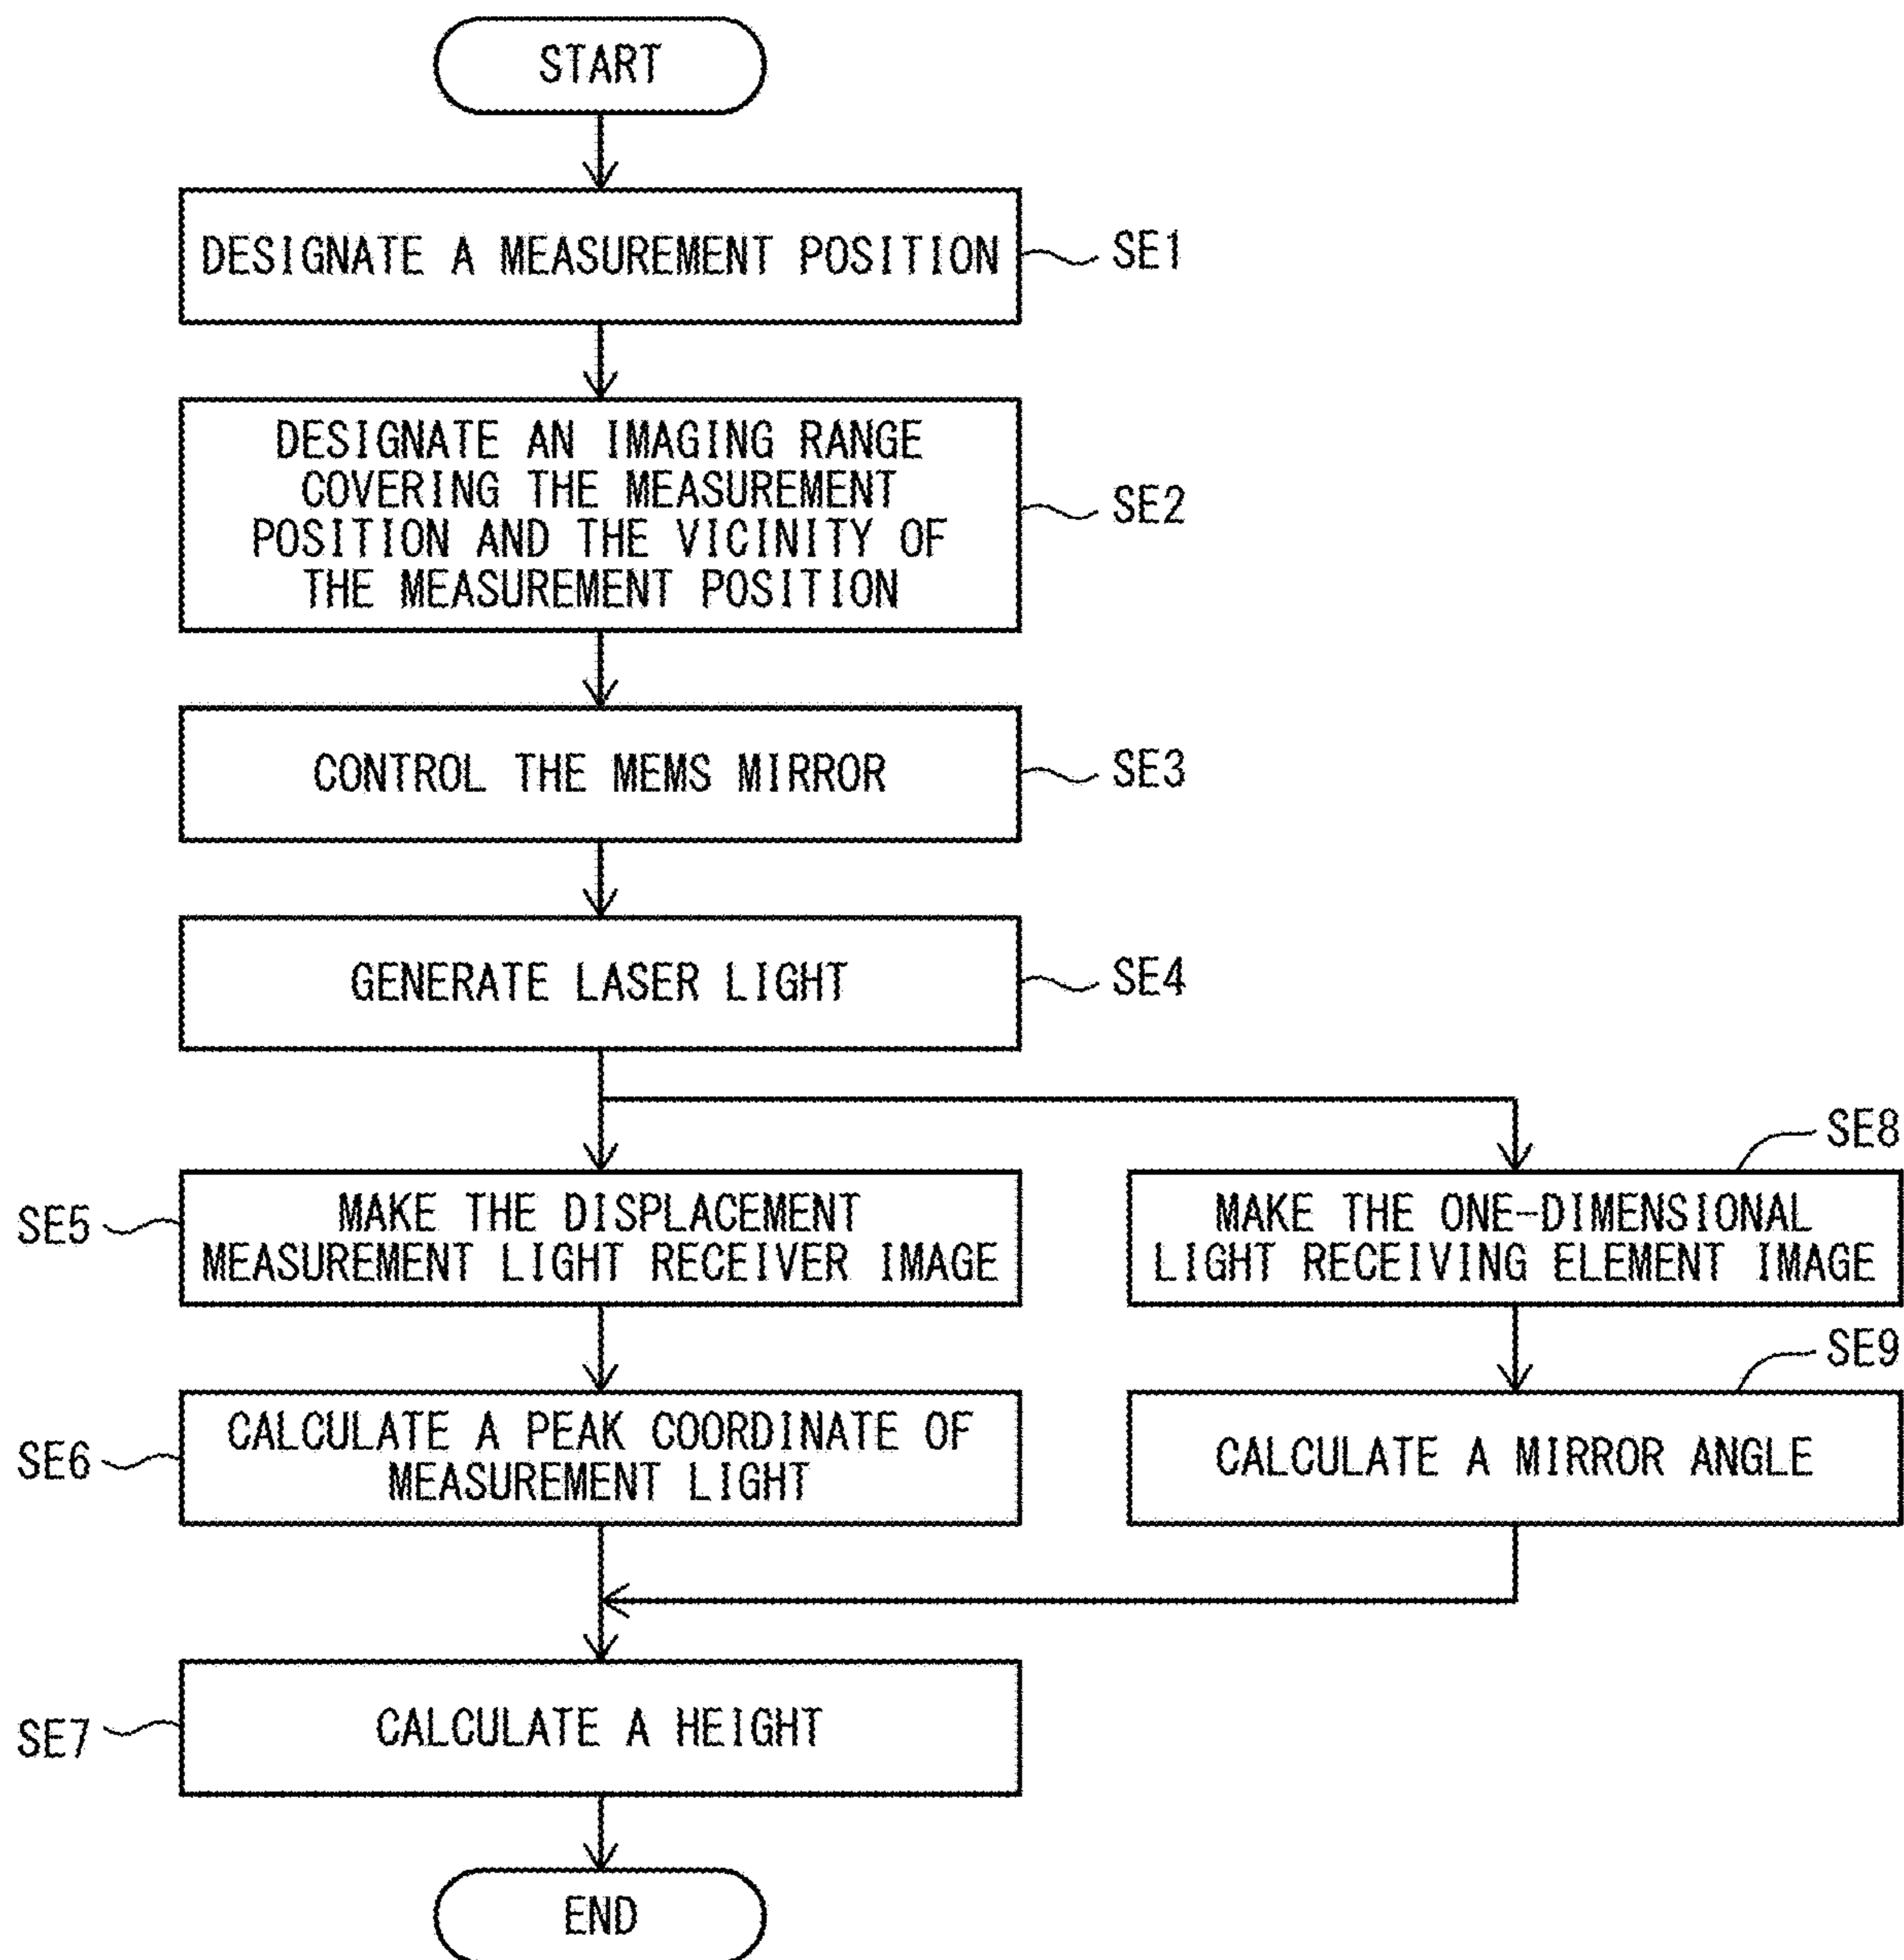 START
DESIGNATE A MEASUREMENT POSITION
SE1
DESIGNATE AN IMAGING RANGE
COVERING THE MEASUREMENT
POSITION AND THE VICINITY OF
THE MEASUREMENT POSITION
SE2
CONTROL THE MEMS MIRROR
SE3
GENERATE LASER LIGHT
SE4
SE5
MAKE THE DISPLACEMENT
MEASUREMENT LIGHT RECEIVER IMAGE
SE8
MAKE THE ONE-DIMENSIONAL
LIGHT RECEIVING ELEMENT IMAGE
SE6
CALCULATE A PEAK COORDINATE OF
MEASUREMENT LIGHT
SE9
CALCULATE A MIRROR ANGLE
SE7
CALCULATE A HEIGHT
END